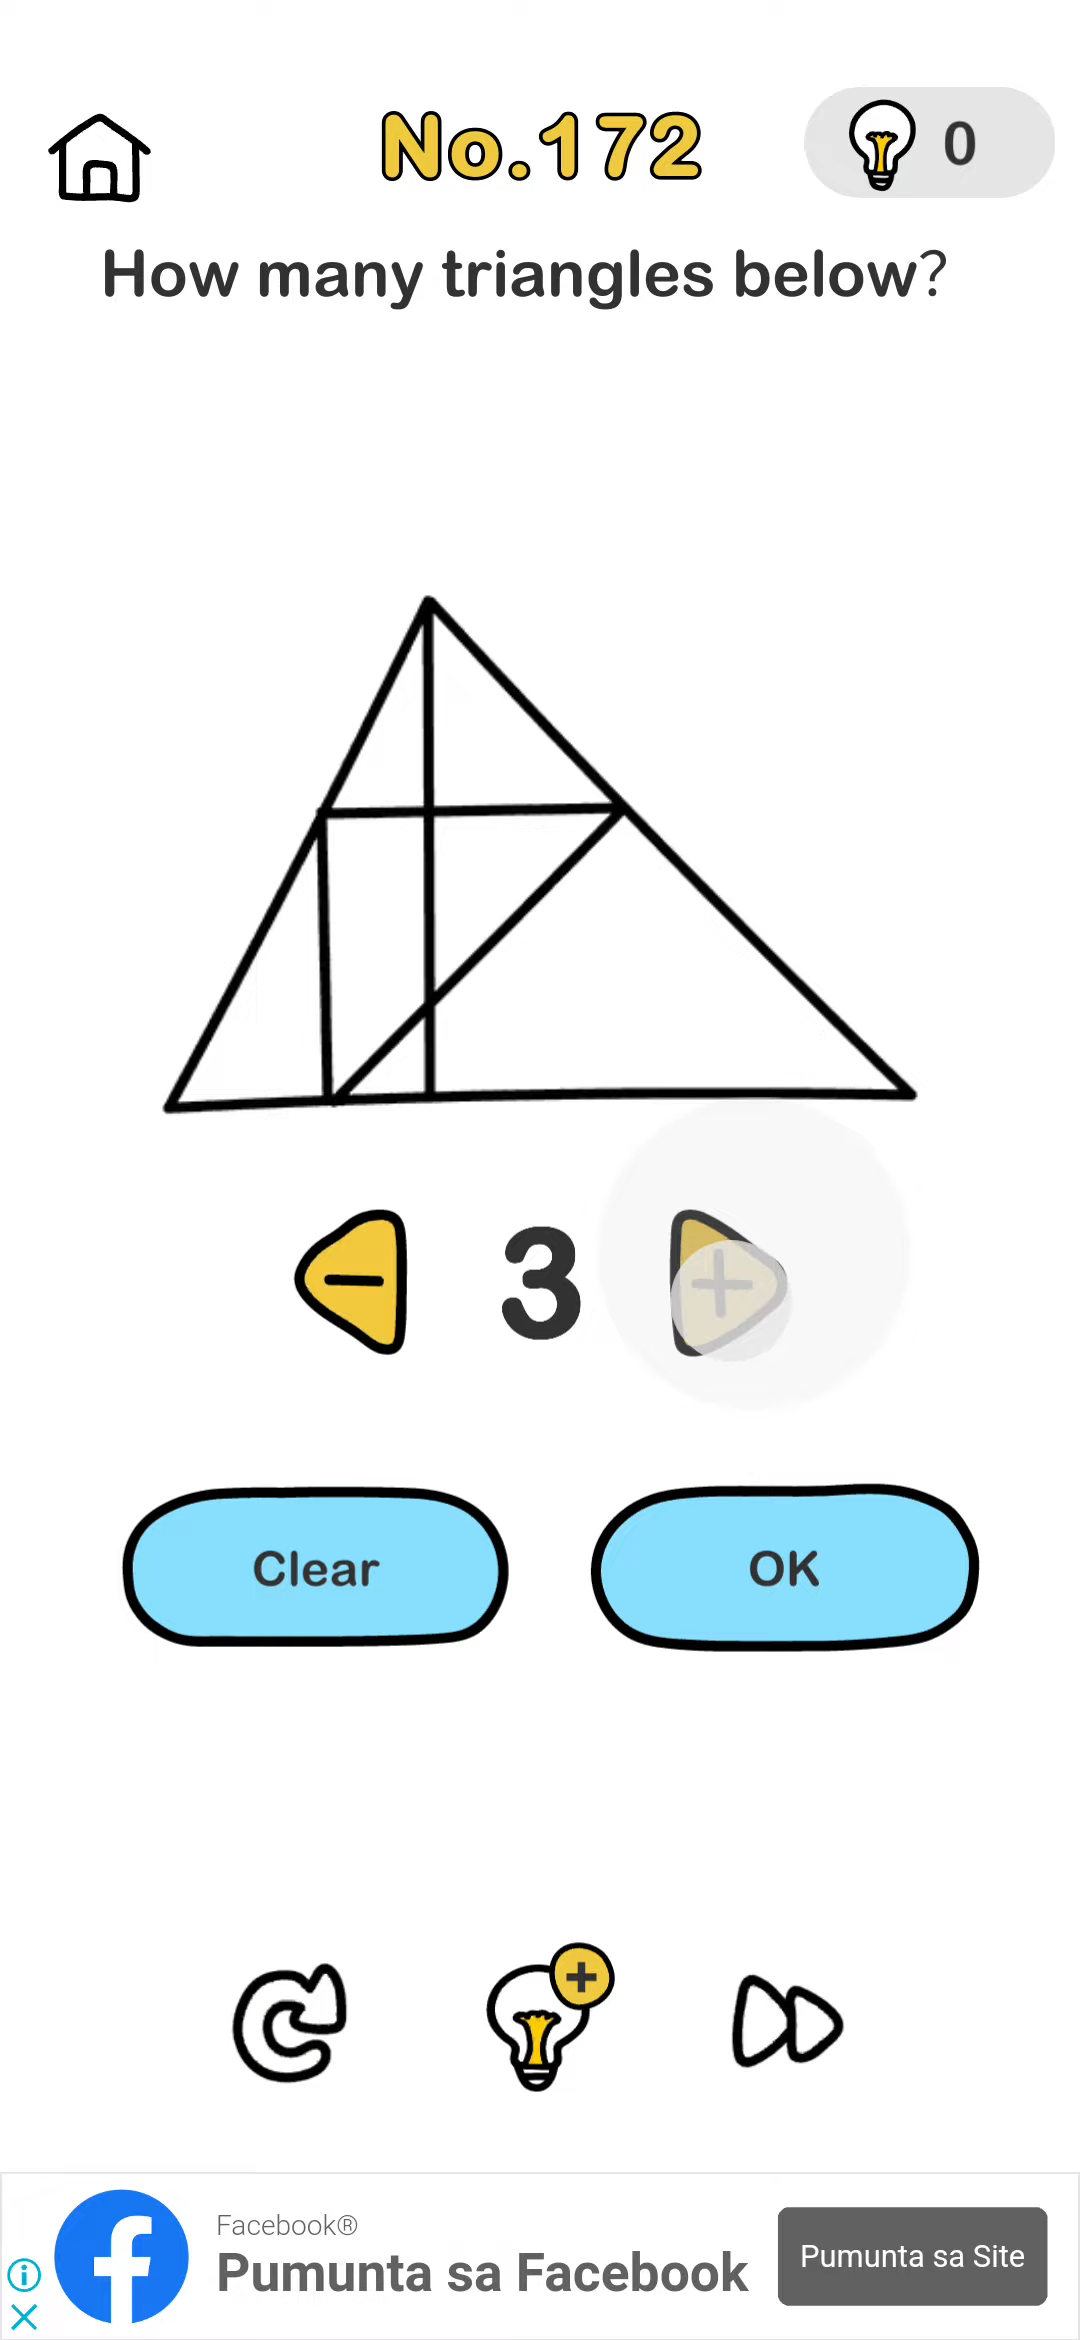 No.172
0
How many triangles below?
3
Clear
OK
Facebook®
Pumunta sa Facebook
Pumunta sa Site